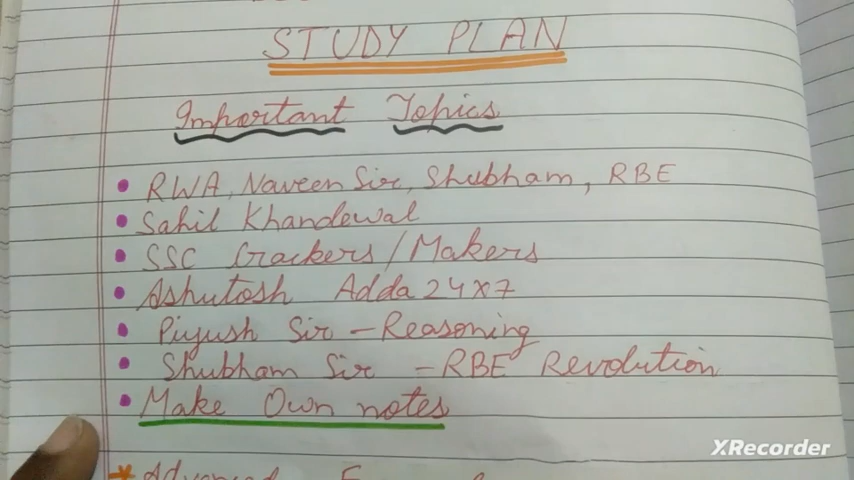 STUDY PLAN
Important Topics
• RWA, Naveen Sir, Shubham, RBE
• Sahil Khandewal
• SSC Crackers/Makers
• Ashutosh Adda 24x7
• Piyush Sir - Reasoning
• Shubham Sir - RBE Revolution
• Make Own notes
XRecorder
* Advanced